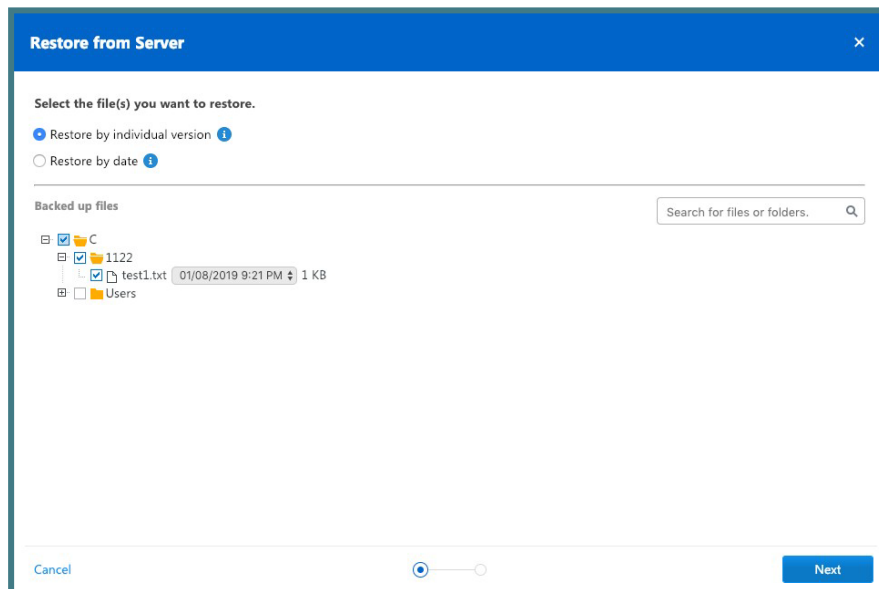 Restore from Server
Select the file(s) you want to restore.
Restore by individual version
Restore by date
Backed up files
Search for files or folders.
C
1122
test1.txt 01/08/2019 9:21 PM 1 KB
Users
Cancel
Next